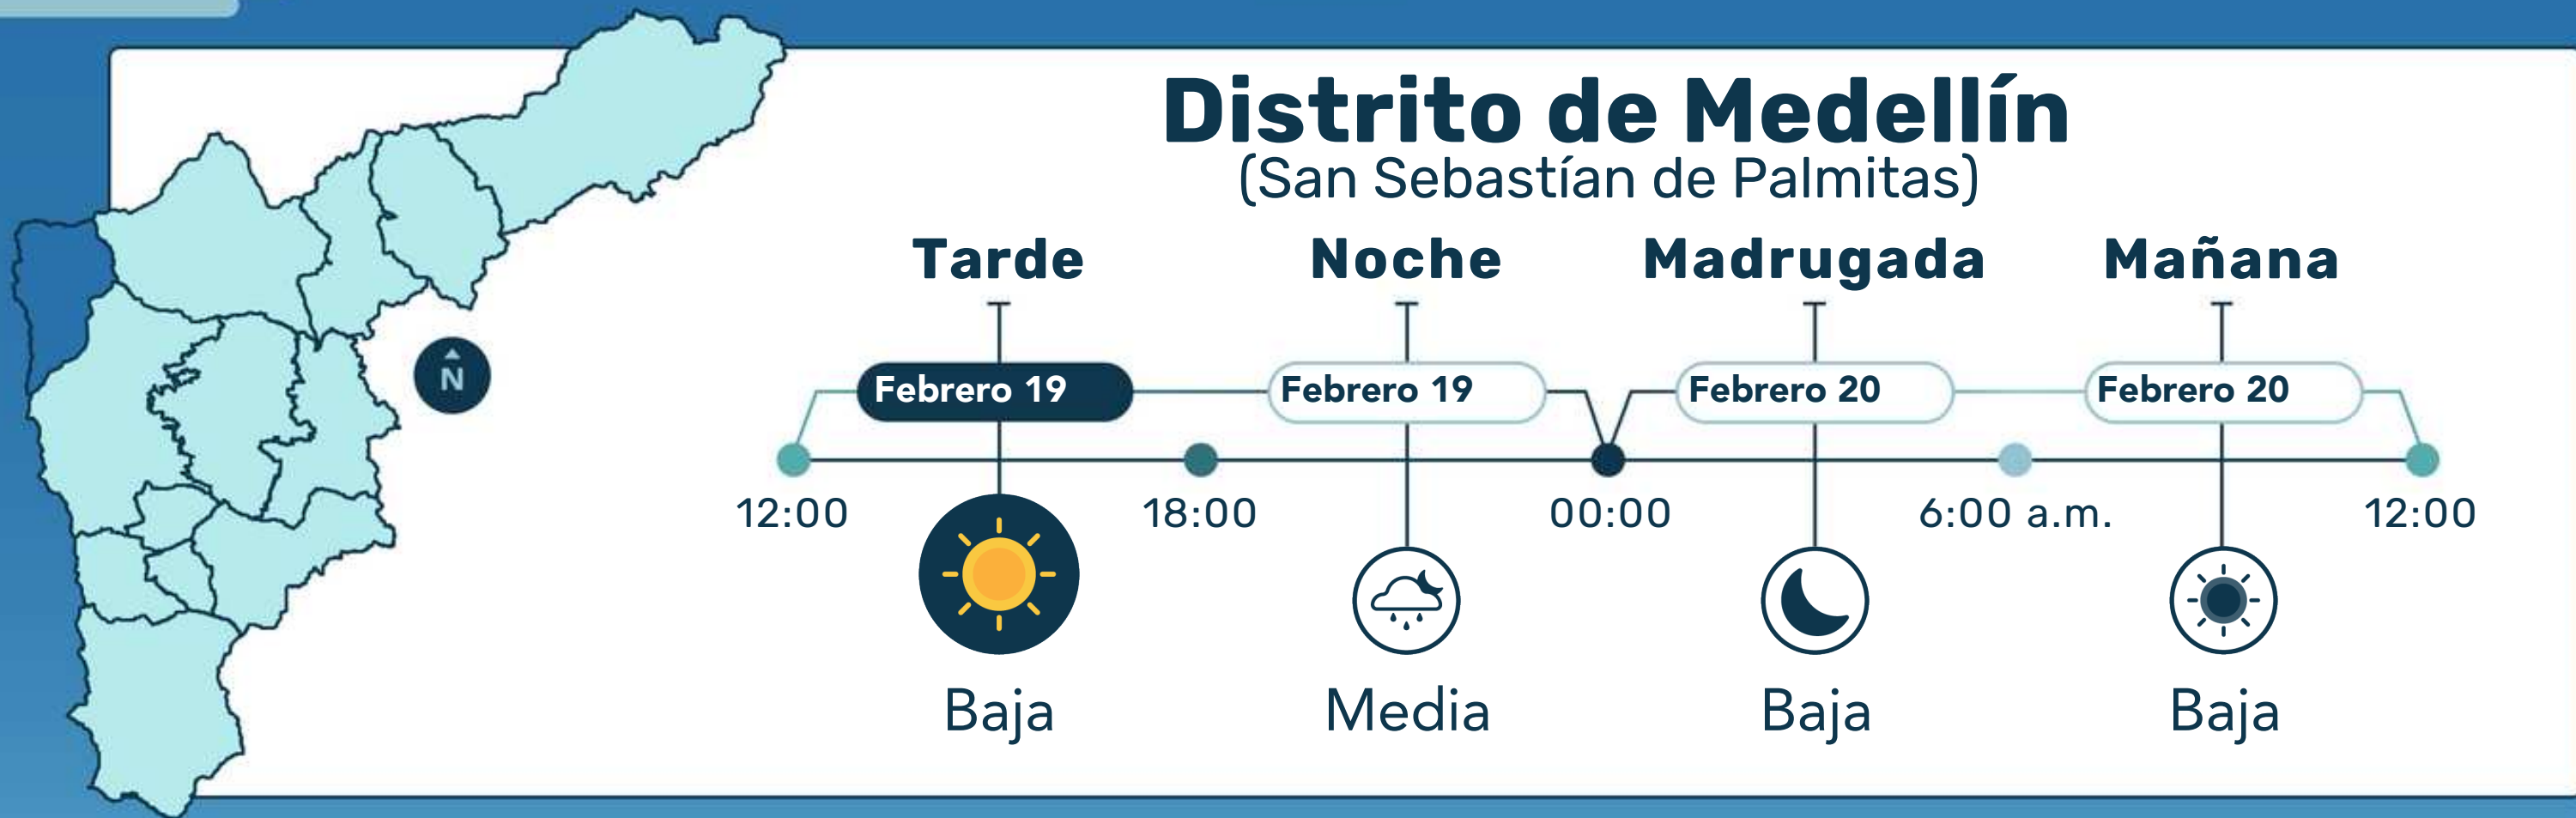 Distrito de Medellín
(San Sebastían de Palmitas)
Tarde Noche Madrugada Mañana
Febrero 19 Febrero 19 Febrero 20 Febrero 20
N
12:00 18:00 00:00 6:00 a.m. 12:00
Baja Media Baja Baja